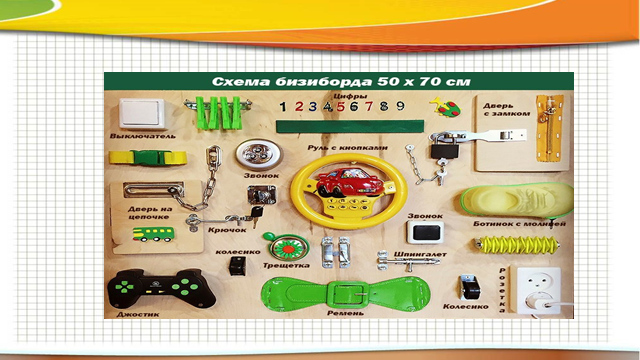 Схема бизиборда 50 х 70 см
Цифры
1 2 3 4 5 6 7 8 9
Дверь
с замком
Выключатель
Руль с кнопками
Звонок
Дверь на
цепочке
Крючок
Звонок
Ботинок с молнией
колесико
Трещетка
Шпингалет
Джостик
Ремень
Колесико
Розетка